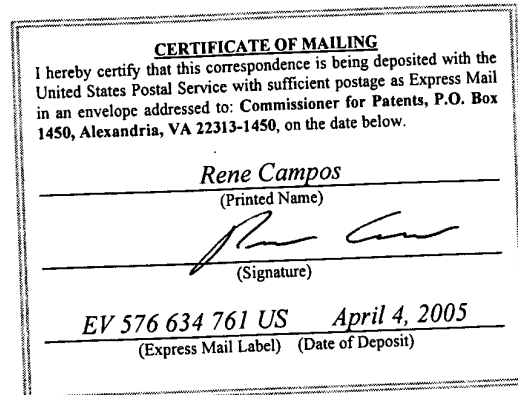 CERTIFICATE OF MAILING
I hereby certify that this correspondence is being deposited with the
United States Postal Service with sufficient postage as Express Mail
in an envelope addressed to: Commissioner for Patents, P.O. Box
1450, Alexandria, VA 22313-1450, on the date below.
Rene Campos
(Printed Name)
(Signature)
EV 576 634 761 US April 4, 2005
(Express Mail Label) (Date of Deposit)